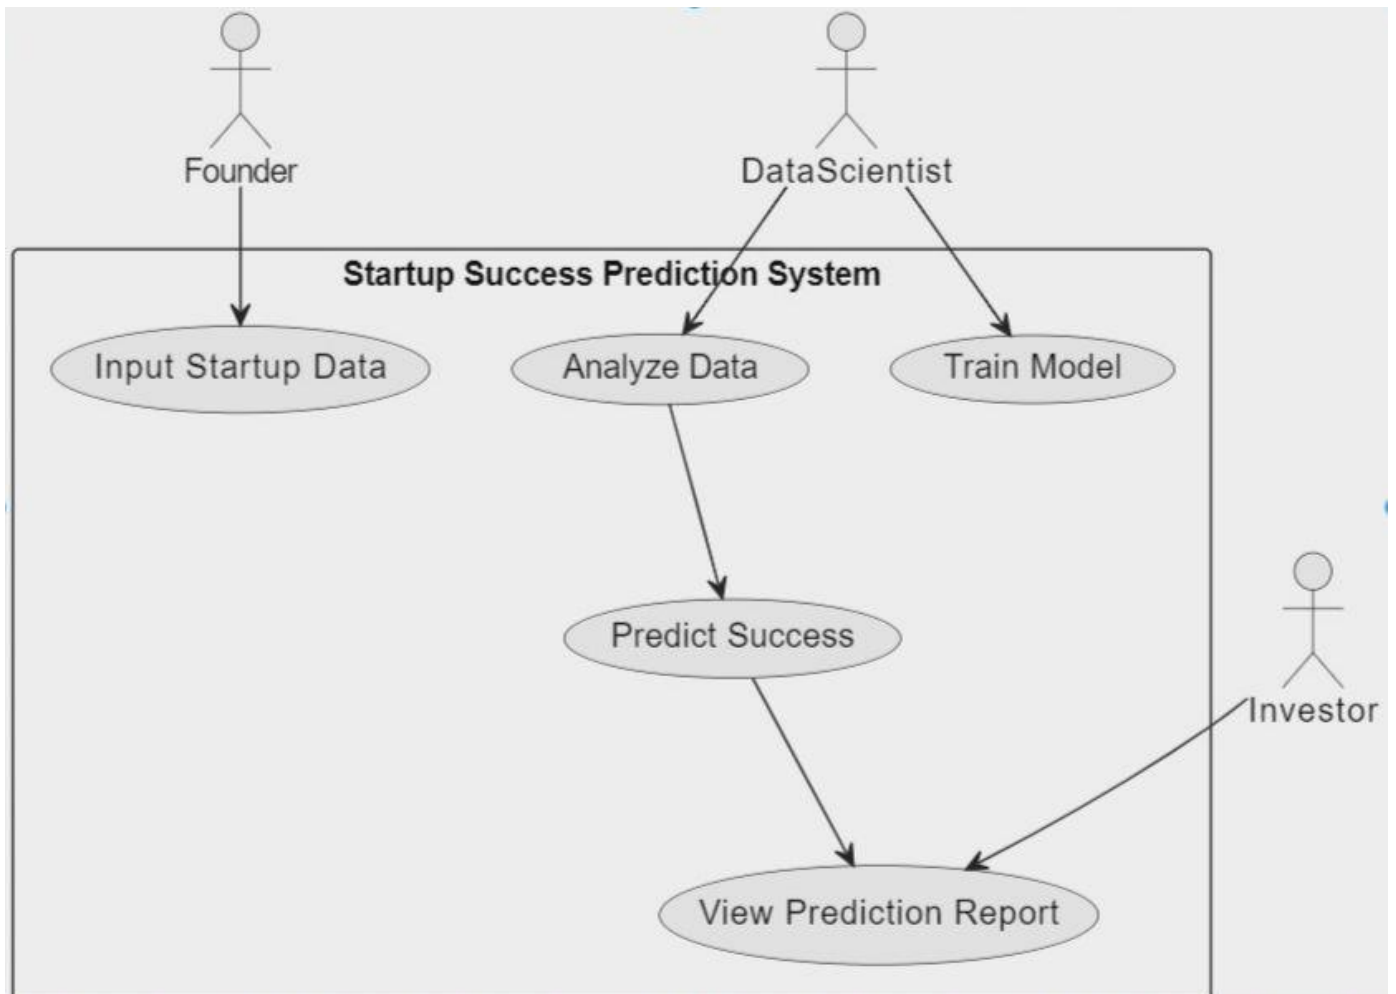 Founder
DataScientist
Startup Success Prediction System
Input Startup Data
Analyze Data
Train Model
Predict Success
Investor
View Prediction Report